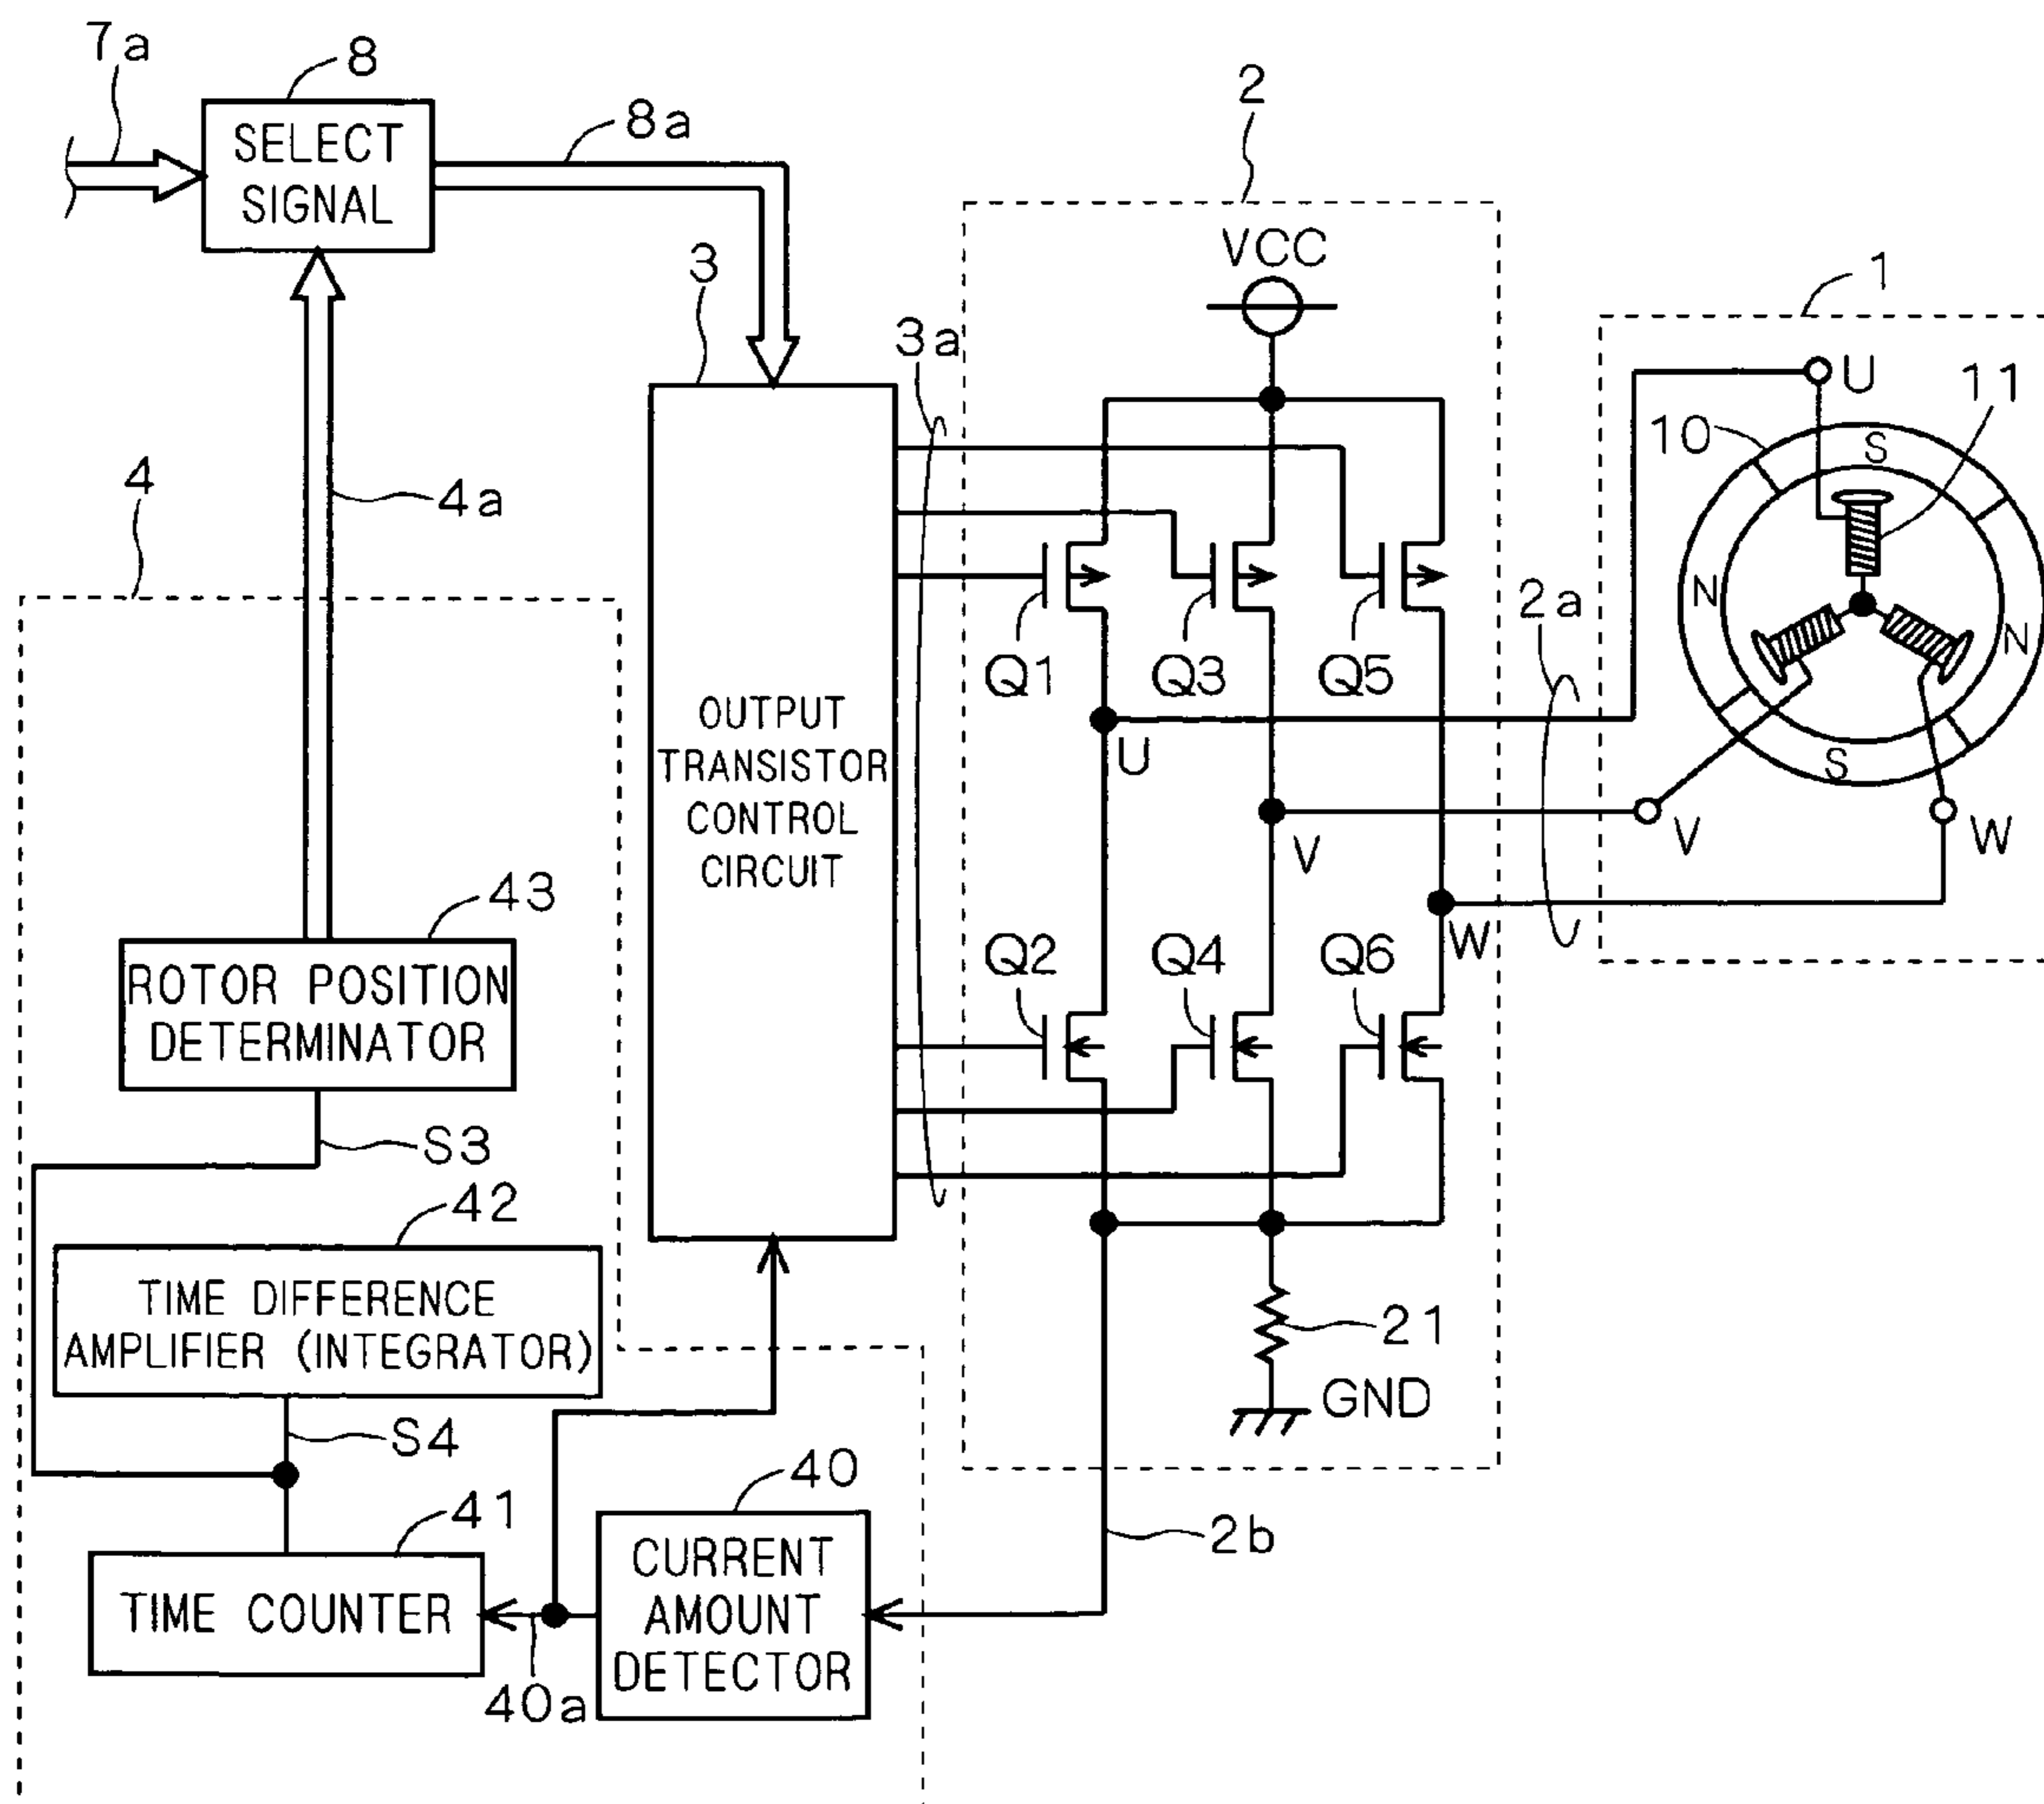 7a
8
SELECT
SIGNAL
8a
2
VCC
3
3a
1
U
11
10
S
N
N
S
4
4a
Q1
Q3
Q5
2a
OUTPUT
TRANSISTOR
CONTROL
CIRCUIT
U
V
V
W
W
43
ROTOR POSITION
DETERMINATOR
Q2
Q4
Q6
S3
42
TIME DIFFERENCE
AMPLIFIER (INTEGRATOR)
21
GND
S4
40
41
2b
TIME COUNTER
CURRENT
AMOUNT
DETECTOR
40a